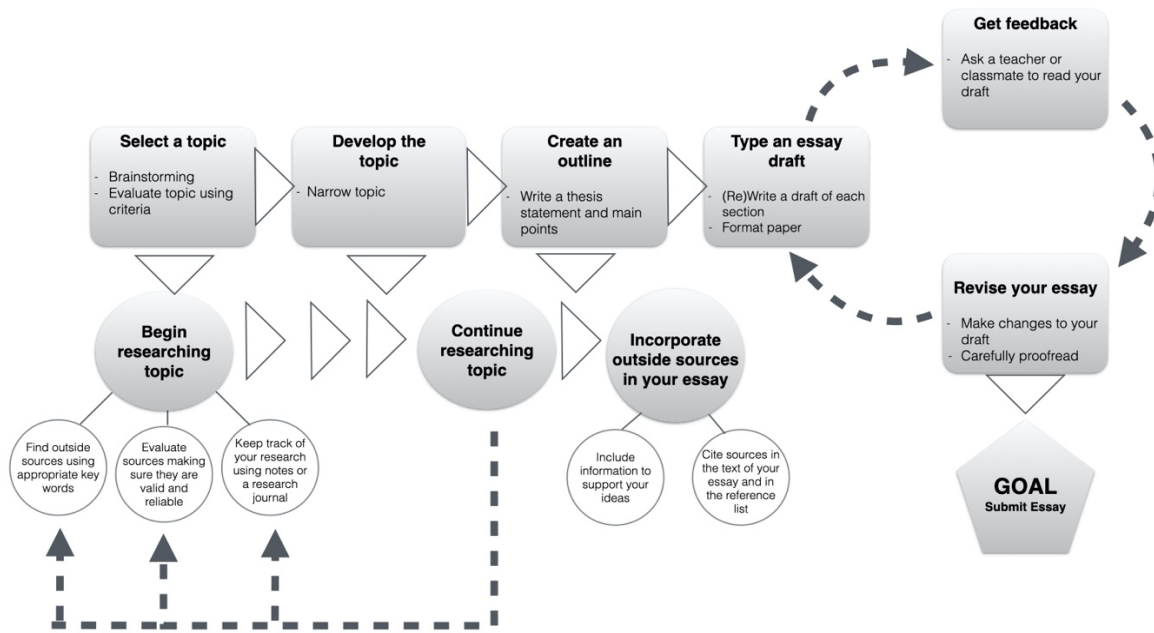 Get feedback
- Ask a teacher or
classmate to read your
draft
Select a topic
- Brainstorming
- Evaluate topic using
criteria
Develop the
topic
- Narrow topic
Create an
outline
- Write a thesis
statement and main
points
Type an essay
draft
- (Re)Write a draft of each
section
- Format paper
Revise your essay
- Make changes to your
draft
- Carefully proofread
Begin
researching
topic
Continue
researching
topic
Incorporate
outside sources
in your essay
Find outside
sources using
appropriate key
words
Evaluate
sources making
sure they are
valid and
reliable
Keep track of
your research
using notes or
a research
journal
Include
information to
support your
ideas
Cite sources in
the text of your
essay and in
the reference
list
GOAL
Submit Essay